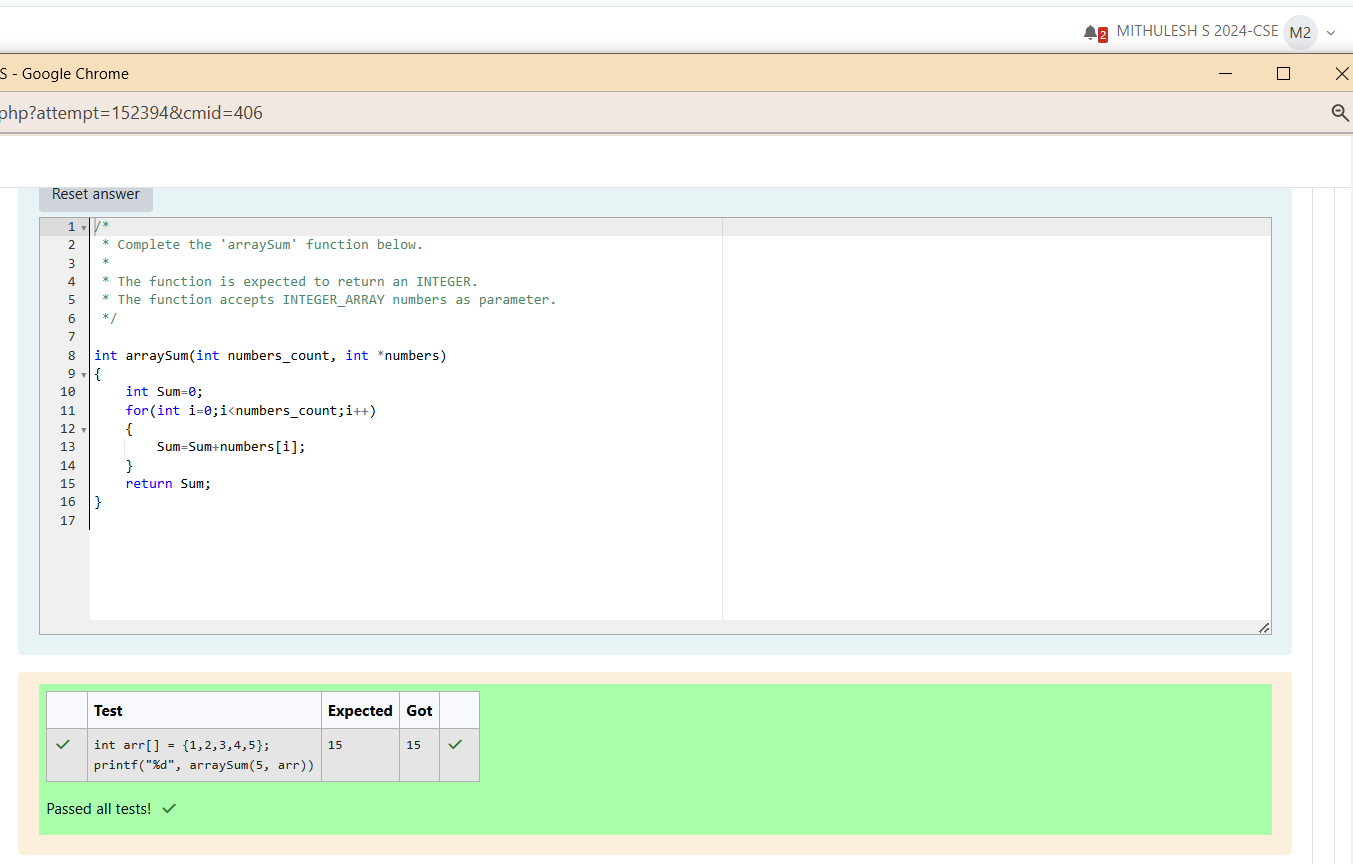 2 MITHULESH S 2024-CSE M2
S - Google Chrome
php?attempt=152394&cmid=406
Reset answer
1 /*
2  * Complete the 'arraySum' function below.
3  *
4  * The function is expected to return an INTEGER.
5  * The function accepts INTEGER_ARRAY numbers as parameter.
6  */
7
8 int arraySum(int numbers_count, int *numbers)
9 {
10     int Sum=0;
11     for(int i=0;i<numbers_count;i++)
12     {
13         Sum=Sum+numbers[i];
14     }
15     return Sum;
16 }
17
Test Expected Got
int arr[] = {1,2,3,4,5}; 15 15
printf("%d", arraySum(5, arr))
Passed all tests!